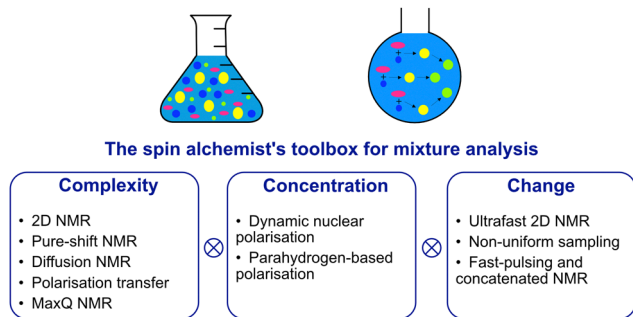 +
+
+
The spin alchemist's toolbox for mixture analysis
Complexity
• 2D NMR
• Pure-shift NMR
• Diffusion NMR
• Polarisation transfer
• MaxQ NMR
⊗
Concentration
• Dynamic nuclear
polarisation
• Parahydrogen-based
polarisation
⊗
Change
• Ultrafast 2D NMR
• Non-uniform sampling
• Fast-pulsing and
concatenated NMR